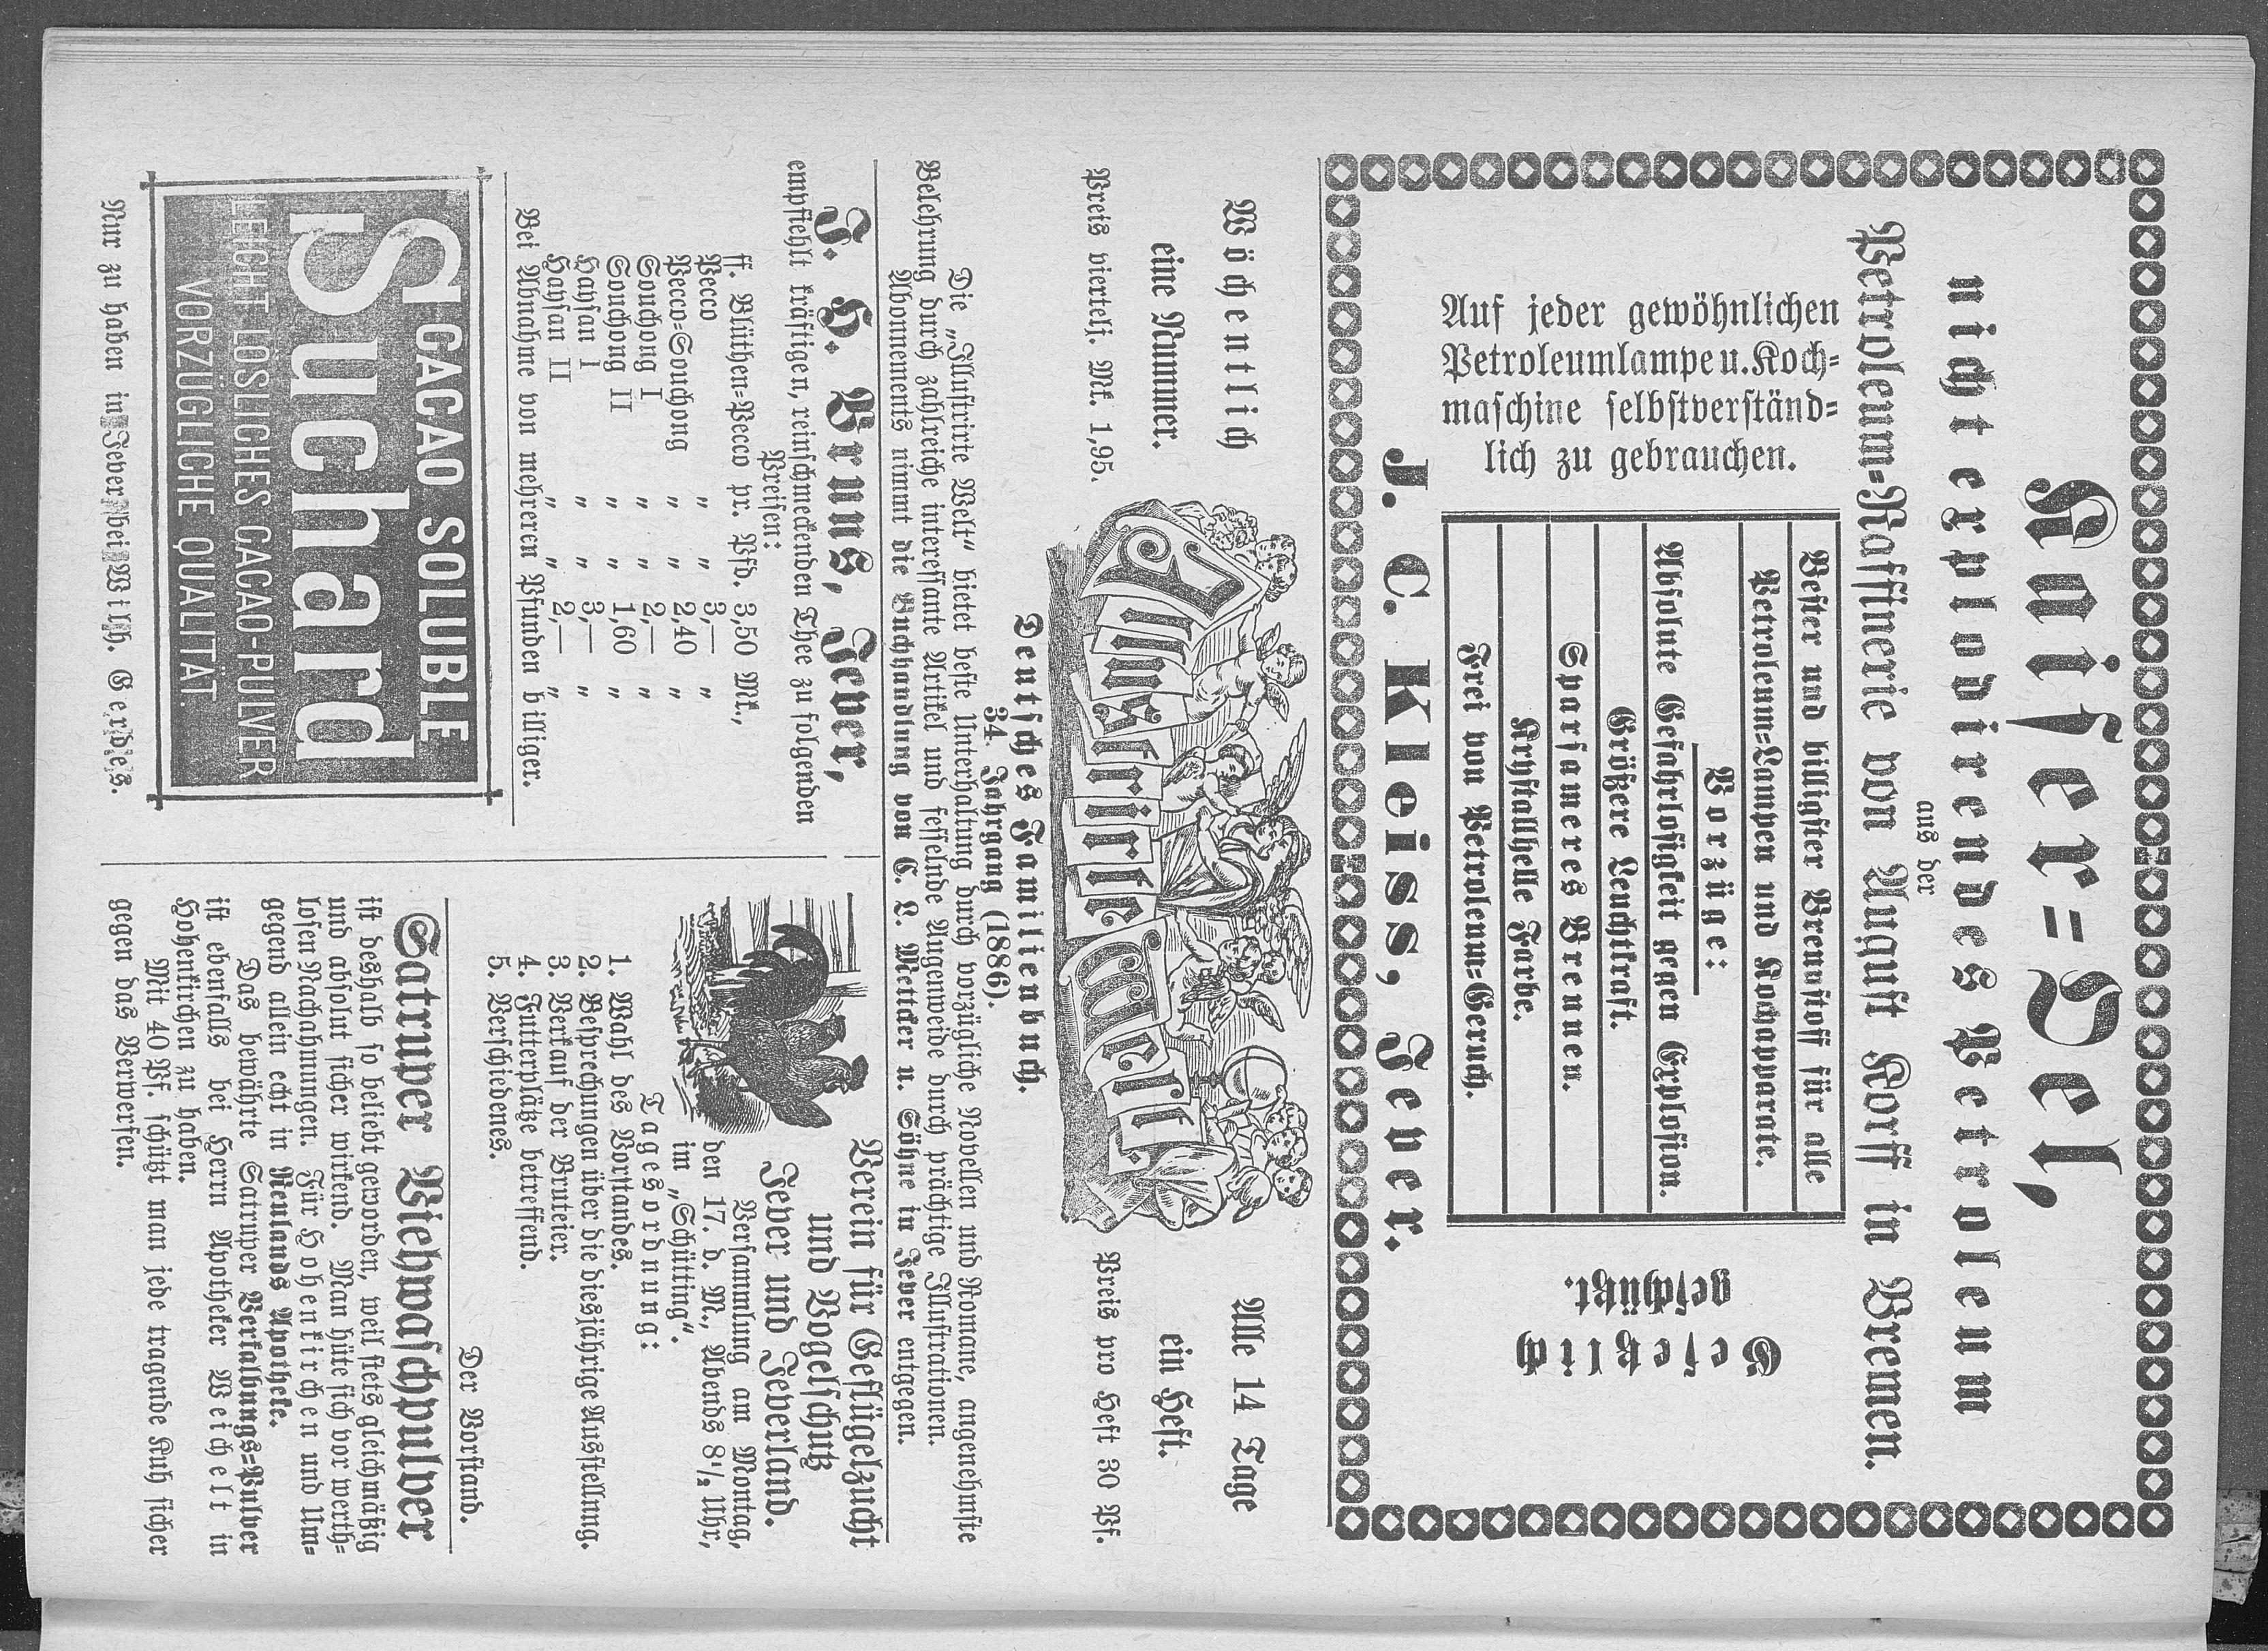 Kaiser=Oel,
nicht explodirendes Petroleum
aus der
Petroleum=Raffinerie von August Korff in Bremen.
Auf jeder gewöhnlichen
Petroleumlampe u. Koch=
maschine selbstverständ=
lich zu gebrauchen.
Bester und billigster Brennstoff für alle
Petroleum=Lampen und Kochapparate.
Vorzüge:
Absolute Gefahrlosigkeit gegen Explosion.
Größere Leuchtkraft.
Sparsameres Brennen.
Krystallhelle Farbe.
Frei von Petroleum=Geruch.
Gesetzlich
geschützt.
J. C. Kleiss, Jever.
Wöchentlich
eine Nummer.
Preis viertelj. Mk. 1,95.
Illustrirte Welt
Alle 14 Tage
ein Heft.
Preis pro Heft 30 Pf.
Deutsches Familienbuch.
34. Jahrgang (1886).
Die „Illustrirte Welt“ bietet beste Unterhaltung durch vorzügliche Novellen und Romane, angenehmste
Belehrung durch zahlreiche interessante Artikel und fesselnde Augenweide durch prächtige Illustrationen.
Abonnements nimmt die Buchhandlung von C. L. Mettcker u. Söhne in Jever entgegen.
S. H. Bruns, Jever,
empfiehlt kräftigen, reinschmeckenden Thee zu folgenden
Preisen:
ff. Blüthen=Pecco pr. Pfd. 3,50 Mk.,
Pecco „ „ 3,— „
Pecco=Souchong „ „ 2,40 „
Souchong I „ „ 2,— „
Souchong II „ „ 1,60 „
Haysan I „ „ 3,— „
Haysan II „ „ 2,— „
Bei Abnahme von mehreren Pfunden billiger.
CACAO SOLUBLE
Suchard
LEICHT LÖSLICHES CACAO-PULVER
VORZÜGLICHE QUALITÄT.
Nur zu haben in Jever bei Wilh. Gerdes.
Verein für Geflügelzucht
und Vogelschutz
Jever und Jeverland.
Versammlung am Montag,
den 17. d. M., Abends 8½ Uhr,
im „Schütting“.
Tagesordnung:
1. Wahl des Vorstandes.
2. Besprechungen über die diesjährige Ausstellung.
3. Verkauf der Bruteier.
4. Futterplätze betreffend.
5. Verschiedenes.
Der Vorstand.
Satruper Viehwaschpulver
ist deshalb so beliebt geworden, weil stets gleichmäßig
und absolut sicher wirkend. Man hüte sich vor werth=
losen Nachahmungen. Für Hohenkirchen und Um=
gegend allein echt in Neulands Apotheke.
Das bewährte Satruper Verkalbungs=Pulver
ist ebenfalls bei Herrn Apotheker Weichelt in
Hohenkirchen zu haben.
Mit 40 Pf. schützt man jede tragende Kuh sicher
gegen das Verwerfen.